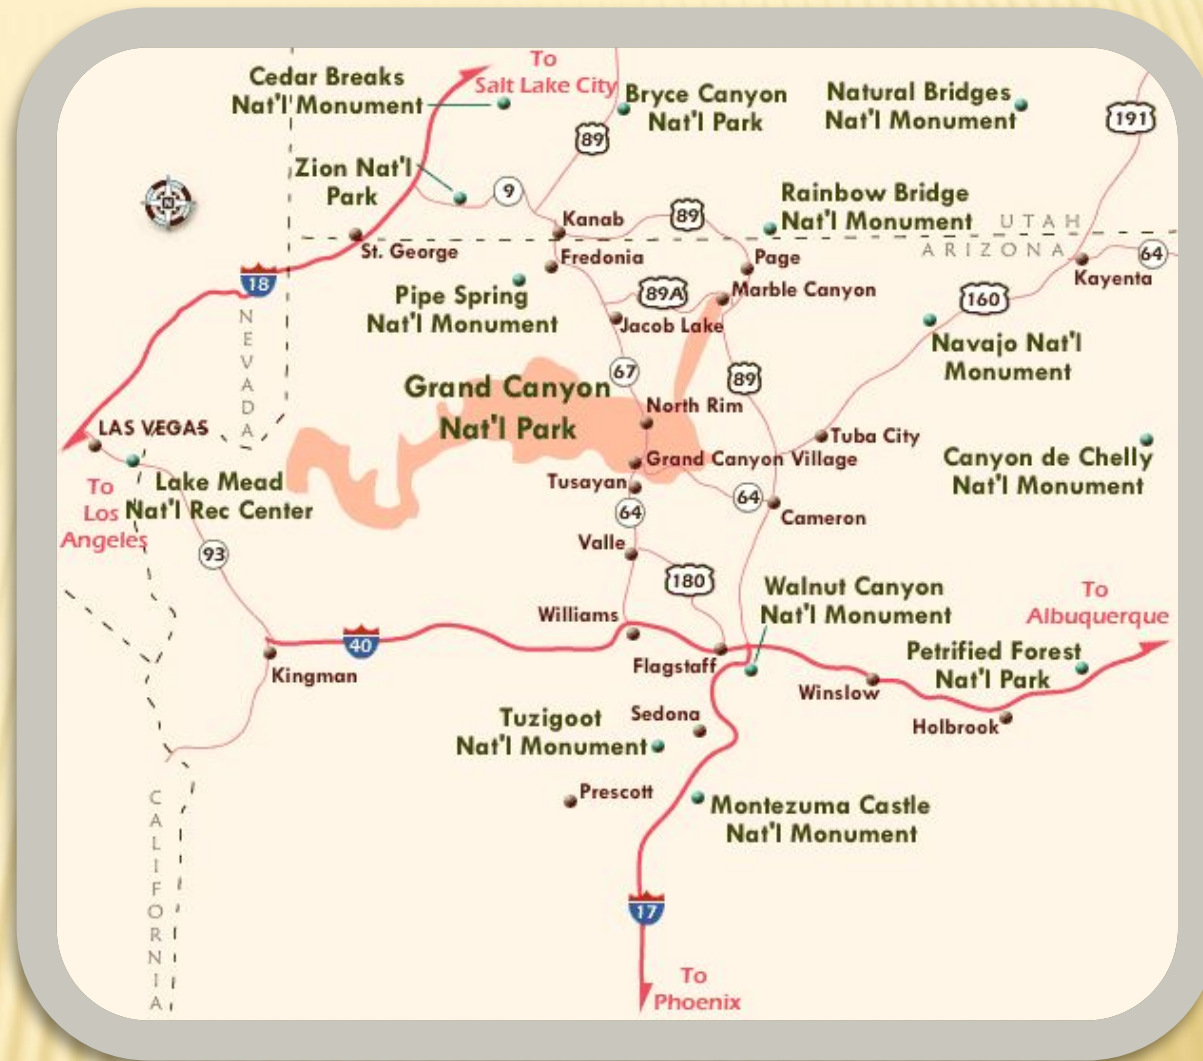 To
Salt Lake City
Cedar Breaks
Nat'l Monument
Bryce Canyon
Nat'l Park
Natural Bridges
Nat'l Monument
191
89
Zion Nat'l
Park
9
Rainbow Bridge
Nat'l Monument
Kanab
89
UTAH
ARIZONA
N
St. George
Fredonia
Page
64
Kayenta
18
Pipe Spring
Nat'l Monument
89A
Marble Canyon
160
NEVADA
Jacob Lake
Navajo Nat'l
Monument
67
89
Grand Canyon
Nat'l Park
North Rim
LAS VEGAS
Tuba City
Grand Canyon Village
Canyon de Chelly
Nat'l Monument
Lake Mead
Nat'l Rec Center
To
Los
Angeles
Tusayan
64
64
Cameron
93
Valle
180
Walnut Canyon
Nat'l Monument
To
Albuquerque
Williams
40
Kingman
Flagstaff
Petrified Forest
Nat'l Park
Winslow
Holbrook
Tuzigoot
Nat'l Monument
Sedona
Prescott
Montezuma Castle
Nat'l Monument
CALIFORNIA
17
To
Phoenix